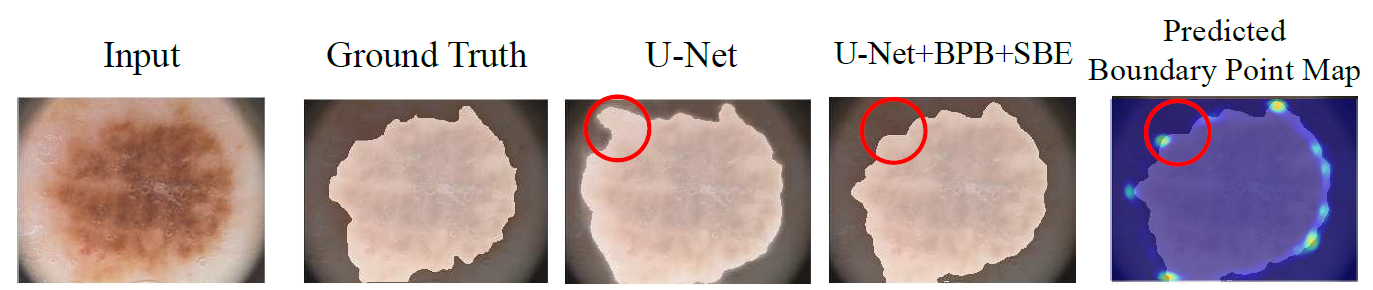 Input
Ground Truth
U-Net
U-Net+BPB+SBE
Predicted
Boundary Point Map